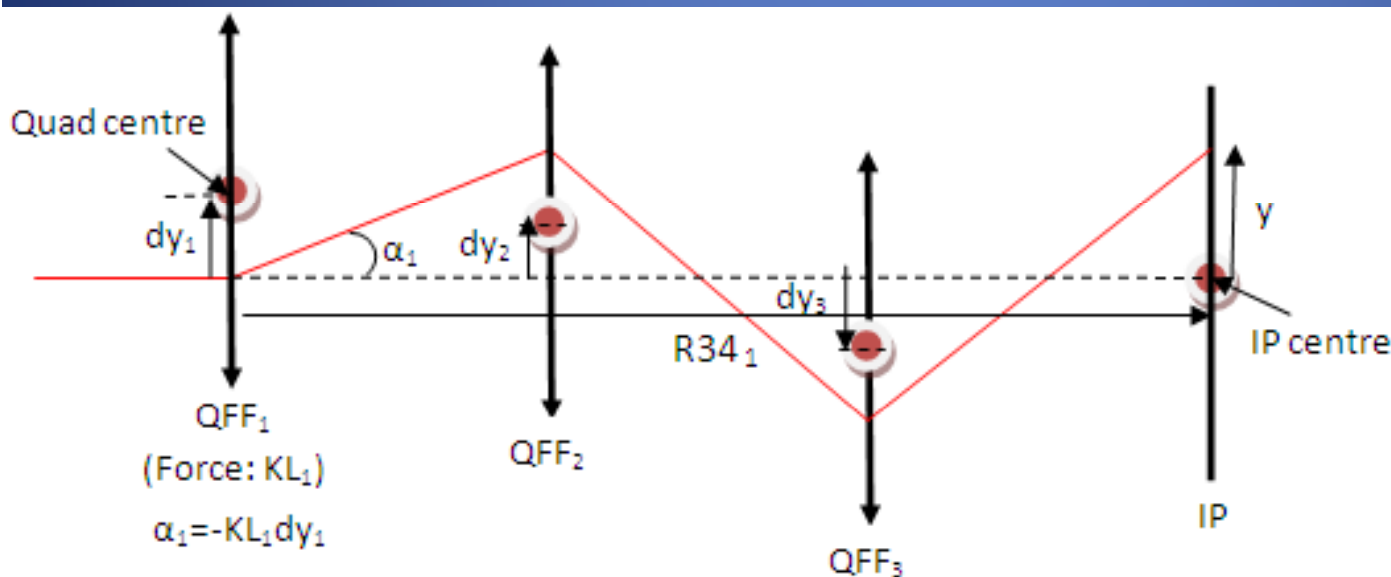 Quad centre
dy₁
α₁
dy₂
dy₃
y
R34 ₁
IP centre
QFF₁
(Force: KL₁)
α₁=-KL₁dy₁
QFF₂
QFF₃
IP